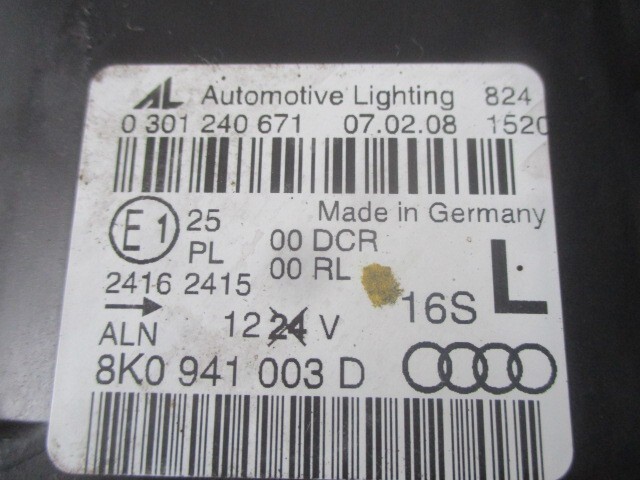 AL Automotive Lighting 824
0 301 240 671 07.02.08 1520
Made in Germany
E1 25
PL 00 DCR
00 RL L
2416 2415
16S
12 24 V
ALN
8K0 941 003 D